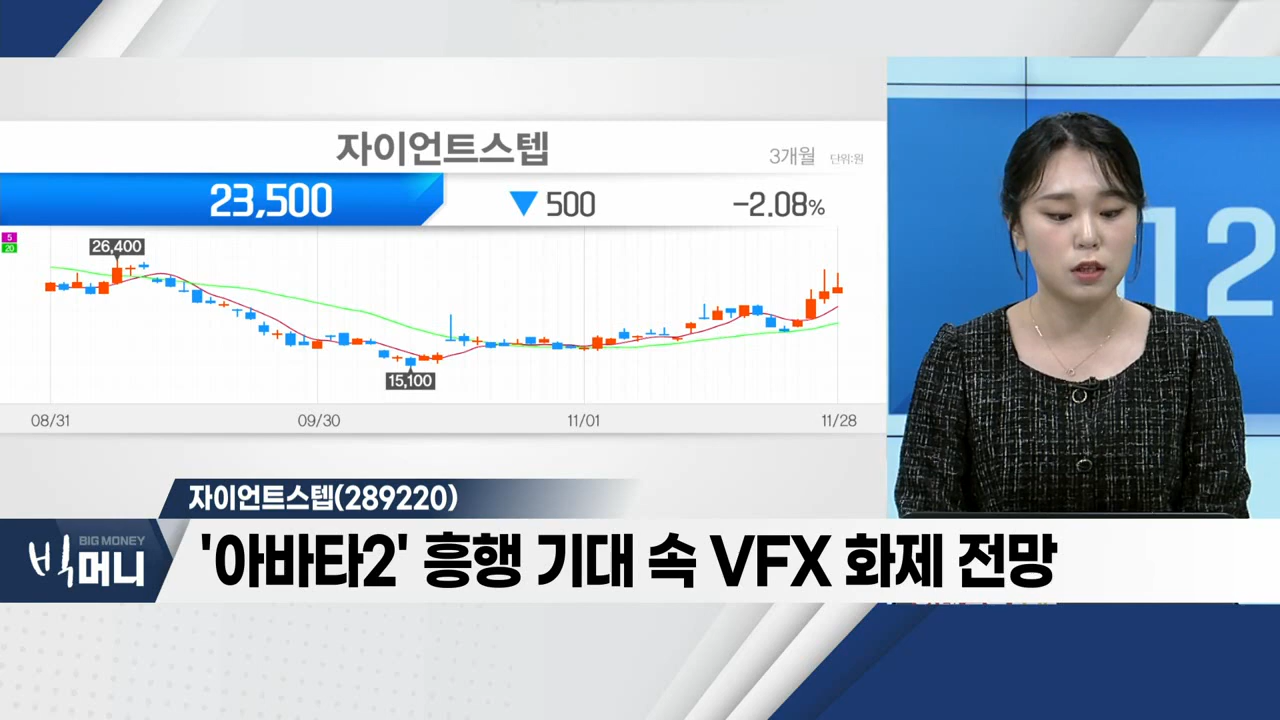 자이언트스텝
3개월 단위:원
23,500 ▼ 500 -2.08%
5
20
26,400
15,100
08/31 09/30 11/01 11/28
12
자이언트스텝(289220)
BIG MONEY
빅머니
'아바타2' 흥행 기대 속 VFX 화제 전망